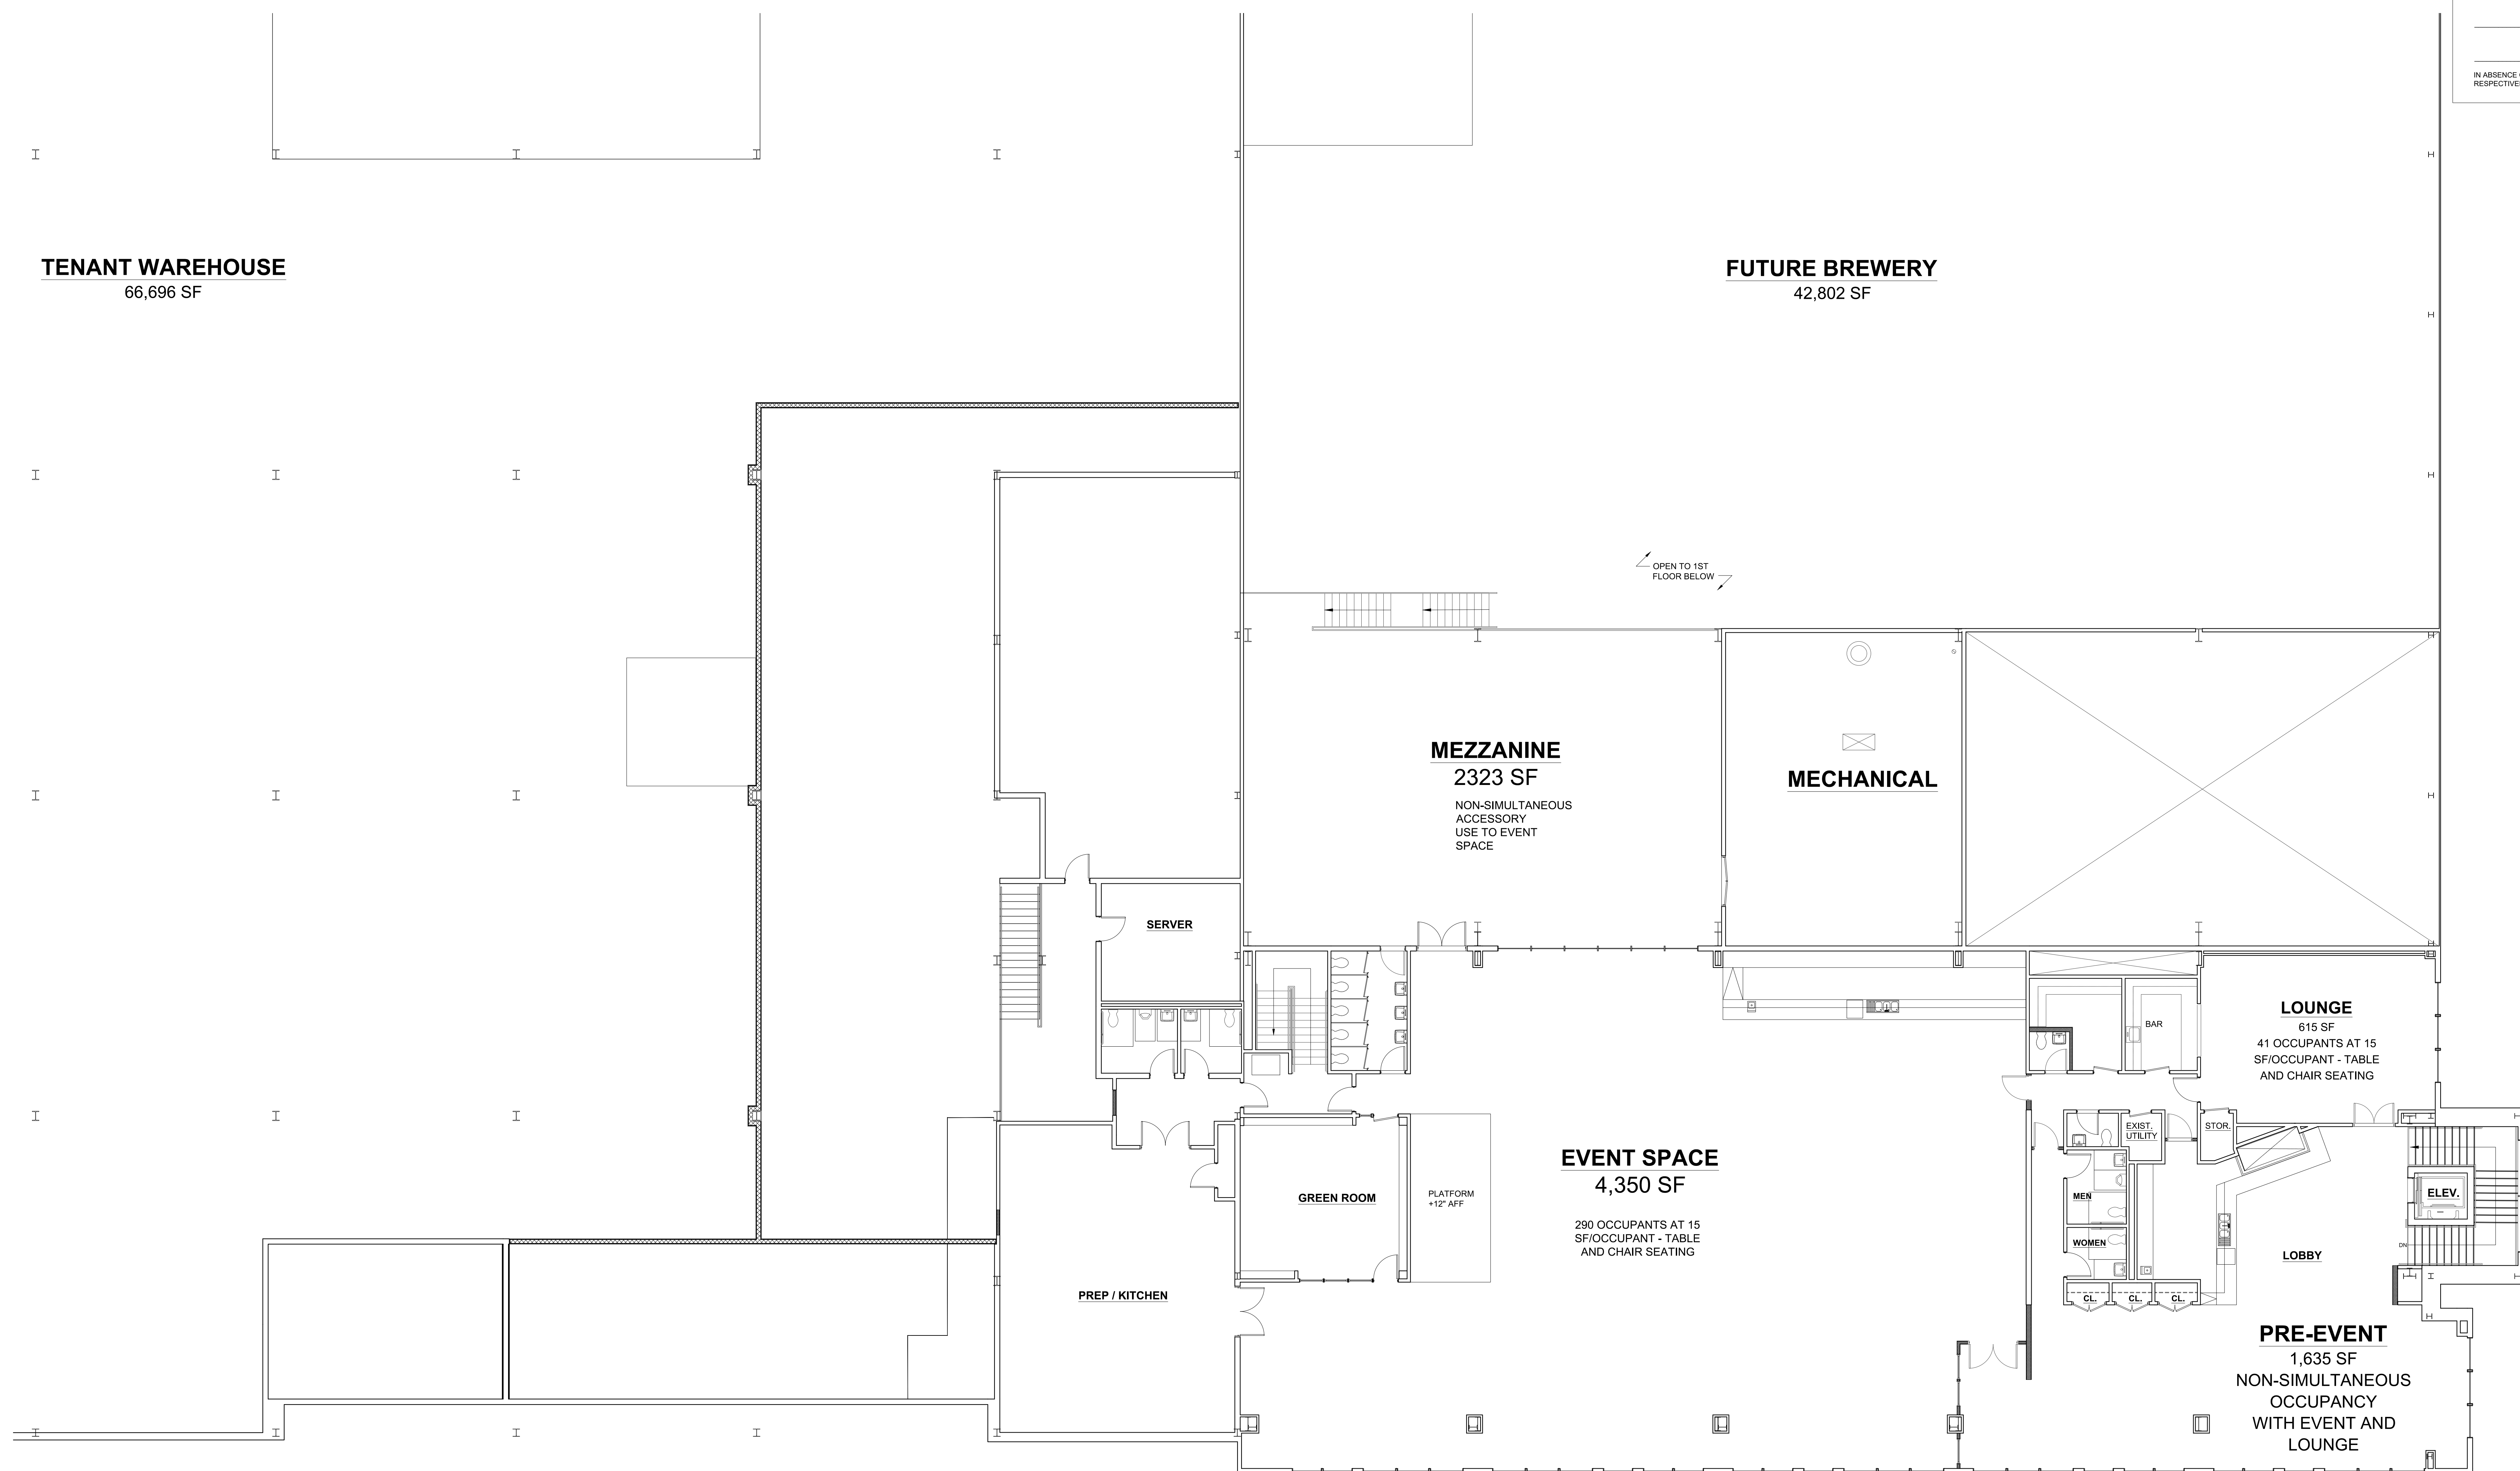 IN ABSENCE
RESPECTIVE
TENANT WAREHOUSE
66,696 SF
FUTURE BREWERY
42,802 SF
OPEN TO 1ST
FLOOR BELOW
MEZZANINE
2323 SF
NON-SIMULTANEOUS
ACCESSORY
USE TO EVENT
SPACE
MECHANICAL
SERVER
LOUNGE
615 SF
41 OCCUPANTS AT 15
SF/OCCUPANT - TABLE
AND CHAIR SEATING
BAR
EXIST.
UTILITY
STOR.
EVENT SPACE
4,350 SF
290 OCCUPANTS AT 15
SF/OCCUPANT - TABLE
AND CHAIR SEATING
PLATFORM
+12" AFF
GREEN ROOM
MEN
WOMEN
ELEV.
DN
LOBBY
PREP / KITCHEN
CL.
CL.
CL.
PRE-EVENT
1,635 SF
NON-SIMULTANEOUS
OCCUPANCY
WITH EVENT AND
LOUNGE